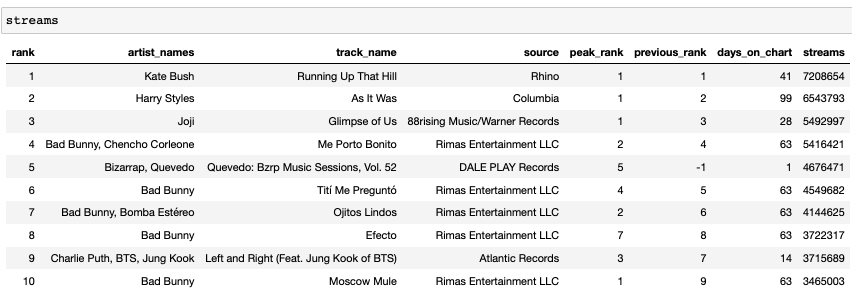 streams
rank artist_names track_name source peak_rank previous_rank days_on_chart streams
1 Kate Bush Running Up That Hill Rhino 1 1 41 7208654
2 Harry Styles As It Was Columbia 1 2 99 6543793
3 Joji Glimpse of Us 88rising Music/Warner Records 1 3 28 5492997
4 Bad Bunny, Chencho Corleone Me Porto Bonito Rimas Entertainment LLC 2 4 63 5416421
5 Bizarrap, Quevedo Quevedo: Bzrp Music Sessions, Vol. 52 DALE PLAY Records 5 -1 1 4676471
6 Bad Bunny Tití Me Preguntó Rimas Entertainment LLC 4 5 63 4549682
7 Bad Bunny, Bomba Estéreo Ojitos Lindos Rimas Entertainment LLC 2 6 63 4144625
8 Bad Bunny Efecto Rimas Entertainment LLC 7 8 63 3722317
9 Charlie Puth, BTS, Jung Kook Left and Right (Feat. Jung Kook of BTS) Atlantic Records 3 7 14 3715689
10 Bad Bunny Moscow Mule Rimas Entertainment LLC 1 9 63 3465003